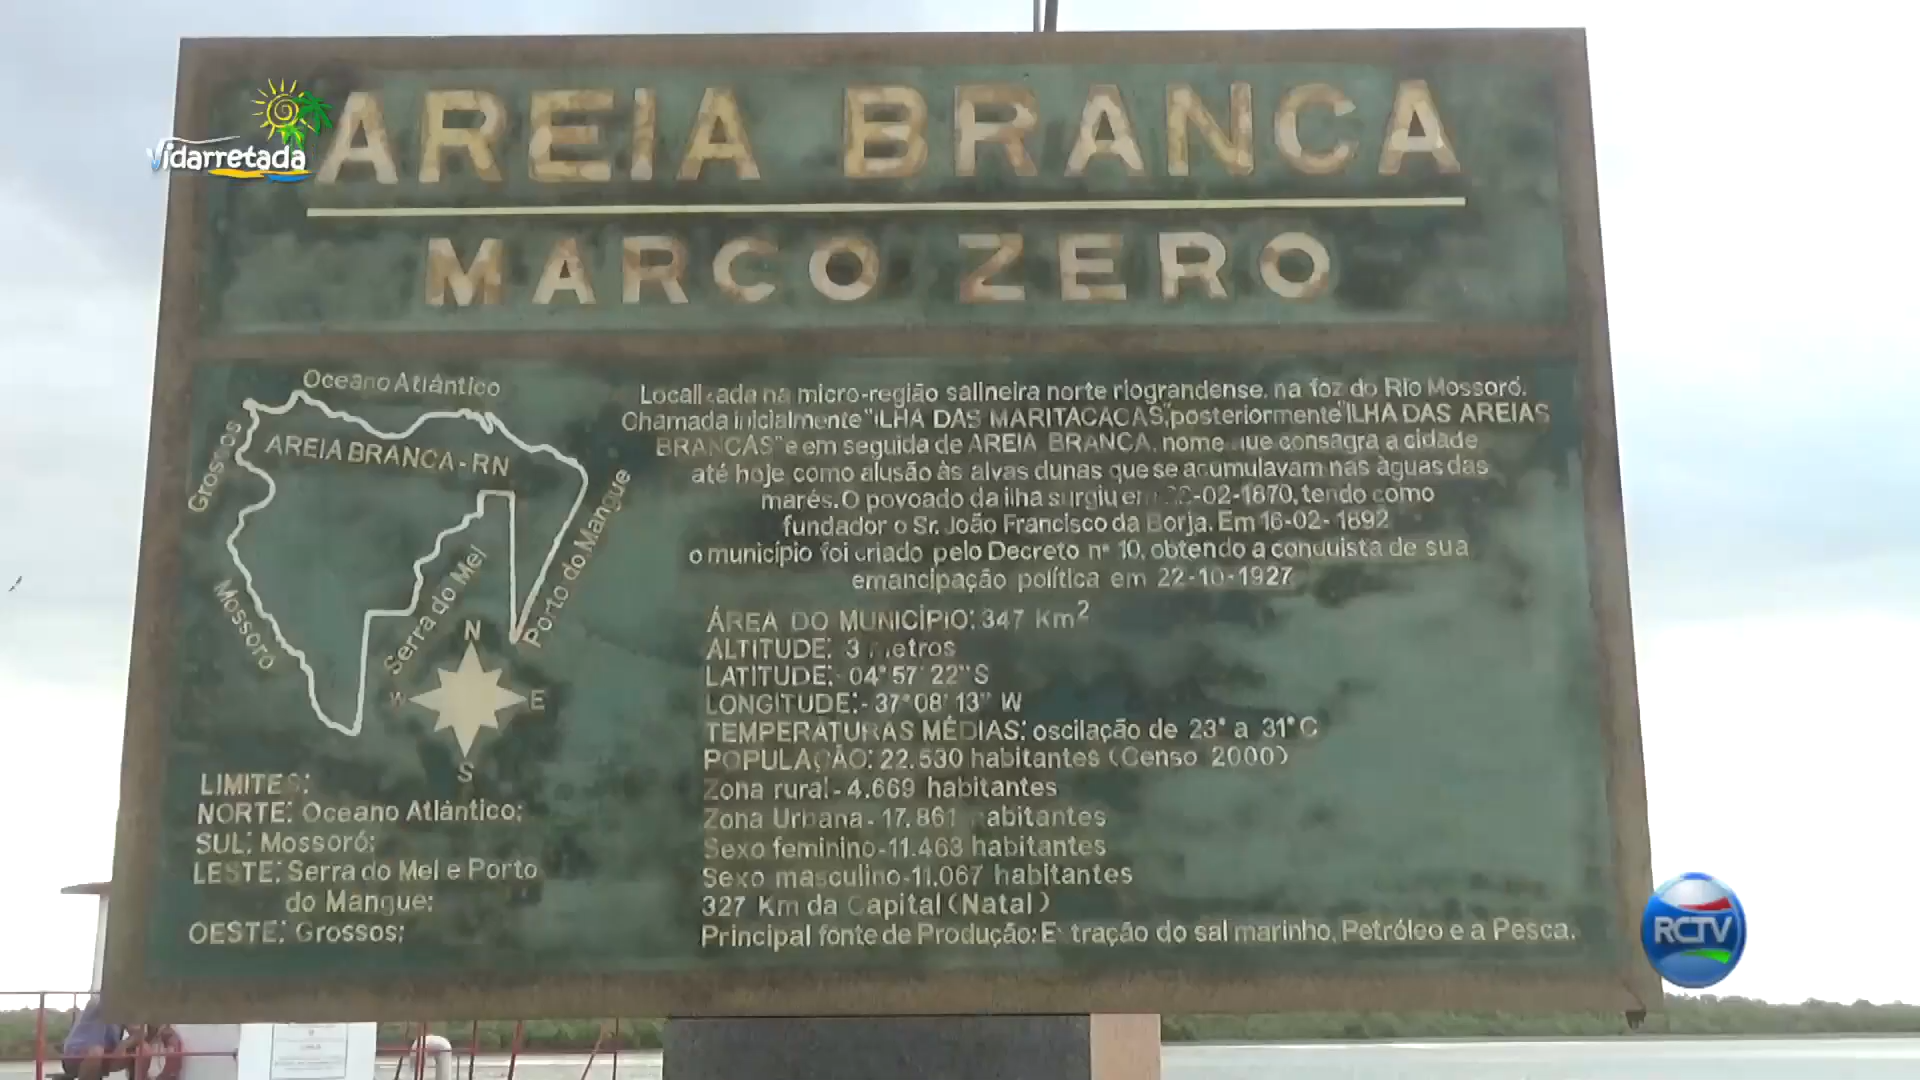 Vidarretada
AREIA BRANCA
MARCO ZERO
Oceano Atlântico
AREIA BRANCA-RN
Grossos
Mossoró
Serra do Mel
Porto do Mangue
N
W
E
S
LIMITES:
NORTE: Oceano Atlântico;
SUL: Mossoró;
LESTE: Serra do Mel e Porto
do Mangue;
OESTE: Grossos;
Localizada na micro-região salineira norte riograndense, na foz do Rio Mossoró.
Chamada inicialmente "ILHA DAS MARITACACAS", posteriormente "ILHA DAS AREIAS
BRANCAS" e em seguida de AREIA BRANCA, nome que consagra a cidade
até hoje como alusão às alvas dunas que se acumulavam nas àguas das
marés. O povoado da ilha surgiu em -02-1870, tendo como
fundador o Sr. João Francisco da Borja. Em 16-02-1892
o município foi criado pelo Decreto nº 10, obtendo a conquista de sua
emancipação política em 22-10-1927
ÁREA DO MUNICÍPIO: 347 Km²
ALTITUDE: 3 metros
LATITUDE: 04° 57' 22" S
LONGITUDE:- 37° 08' 13" W
TEMPERATURAS MÉDIAS: oscilação de 23° a 31° C
POPULAÇÃO: 22.530 habitantes (Censo 2000)
Zona rural - 4.669 habitantes
Zona Urbana - 17.861 habitantes
Sexo feminino - 11.463 habitantes
Sexo masculino - 11.067 habitantes
327 Km da Capital (Natal)
Principal fonte de Produção: Extração do sal marinho, Petróleo e a Pesca.
RCTV